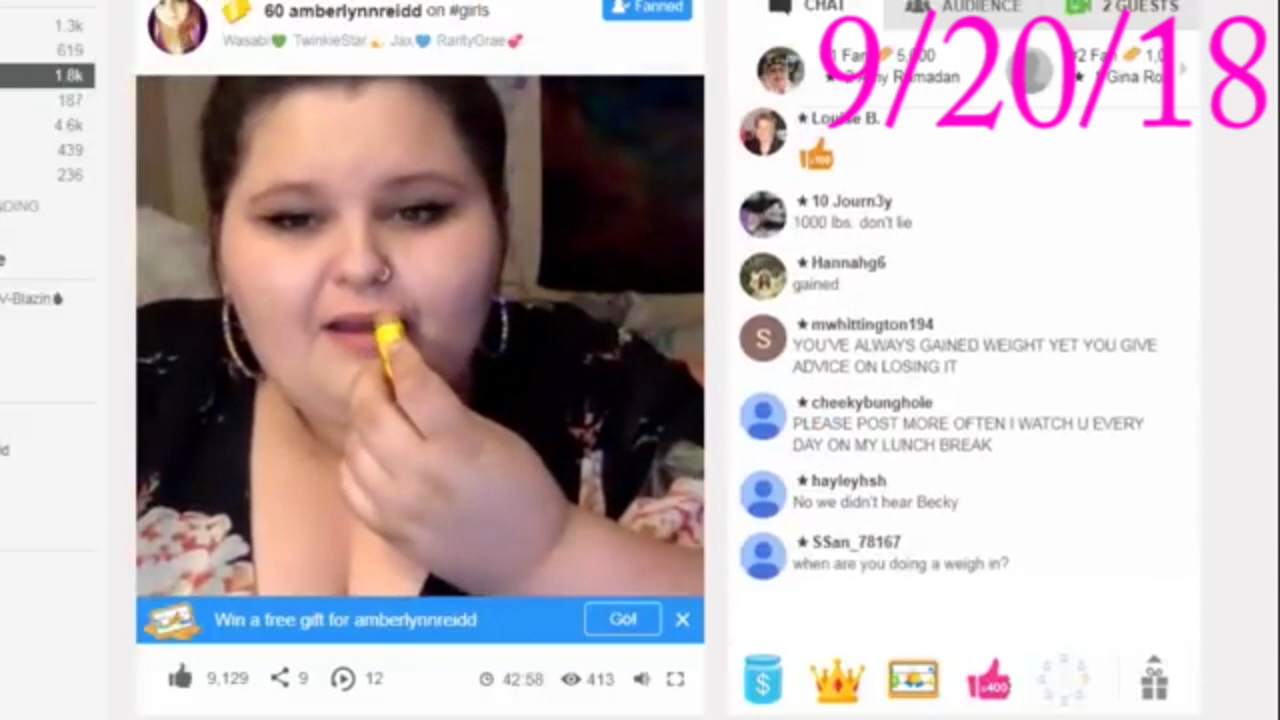 1.3k
619
1.8k
187
4.6k
439
236
60 amberlynnreidd on #girls
Wasabi💚 TwinkieStar Jax💙 RarityGrae💕
Fanned
Win a free gift for amberlynnreidd
Go!
9,129
9
12
42:58
413
CHAT
AUDIENCE
2 GUESTS
9/20/18
Louise B.
x100
★ 10 Journ3y
1000 lbs. don't lie
★ Hannahg6
gained
S
★ mwhittington194
YOU'VE ALWAYS GAINED WEIGHT YET YOU GIVE
ADVICE ON LOSING IT
★ cheekybunghole
PLEASE POST MORE OFTEN I WATCH U EVERY
DAY ON MY LUNCH BREAK
★ hayleyhsh
No we didn't hear Becky
★ SSan_78167
when are you doing a weigh in?
$
x400
Go